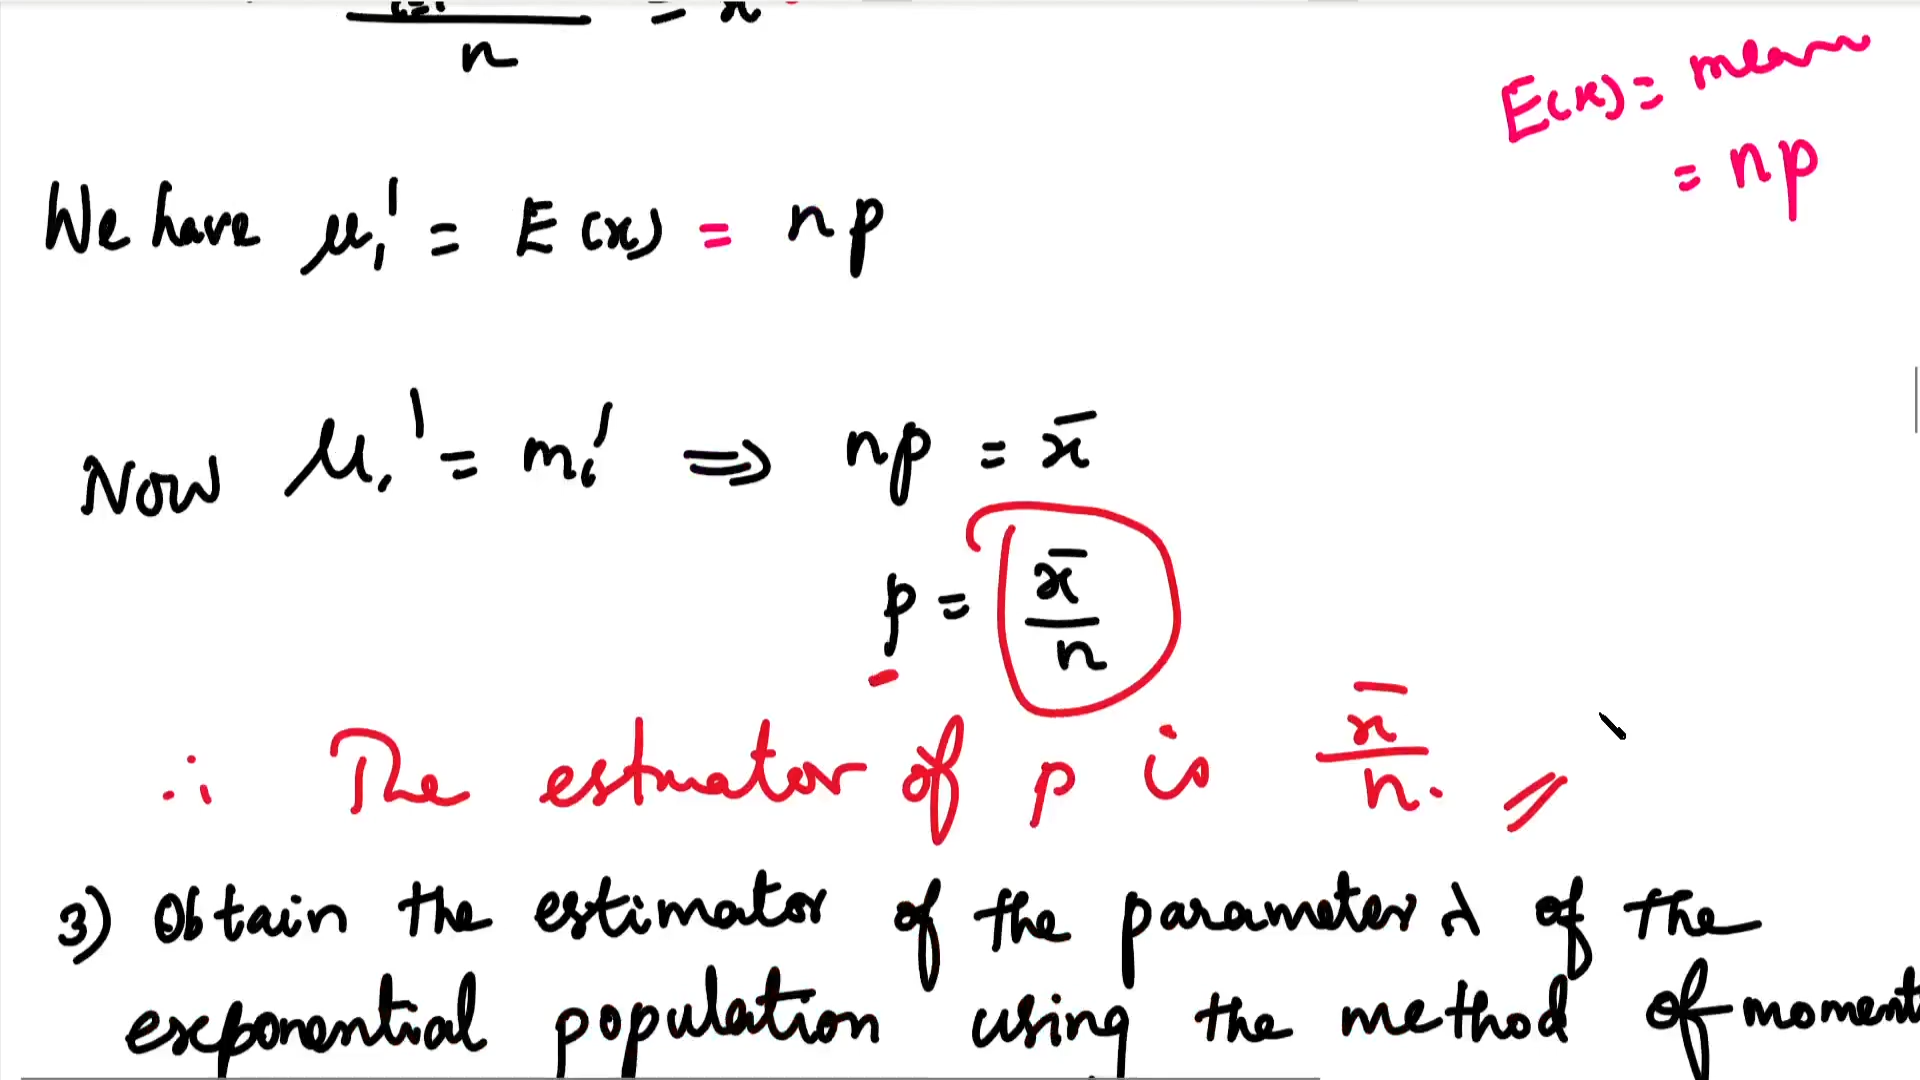 n
E(x) = mean
= np
We have μ₁' = E(x) = np
Now μ₁' = m₁' ⇒ np = x̄
p = x̄/n
∴ The estimator of p is x̄/n.
3) Obtain the estimator of the parameter λ of the
exponential population using the method of moment